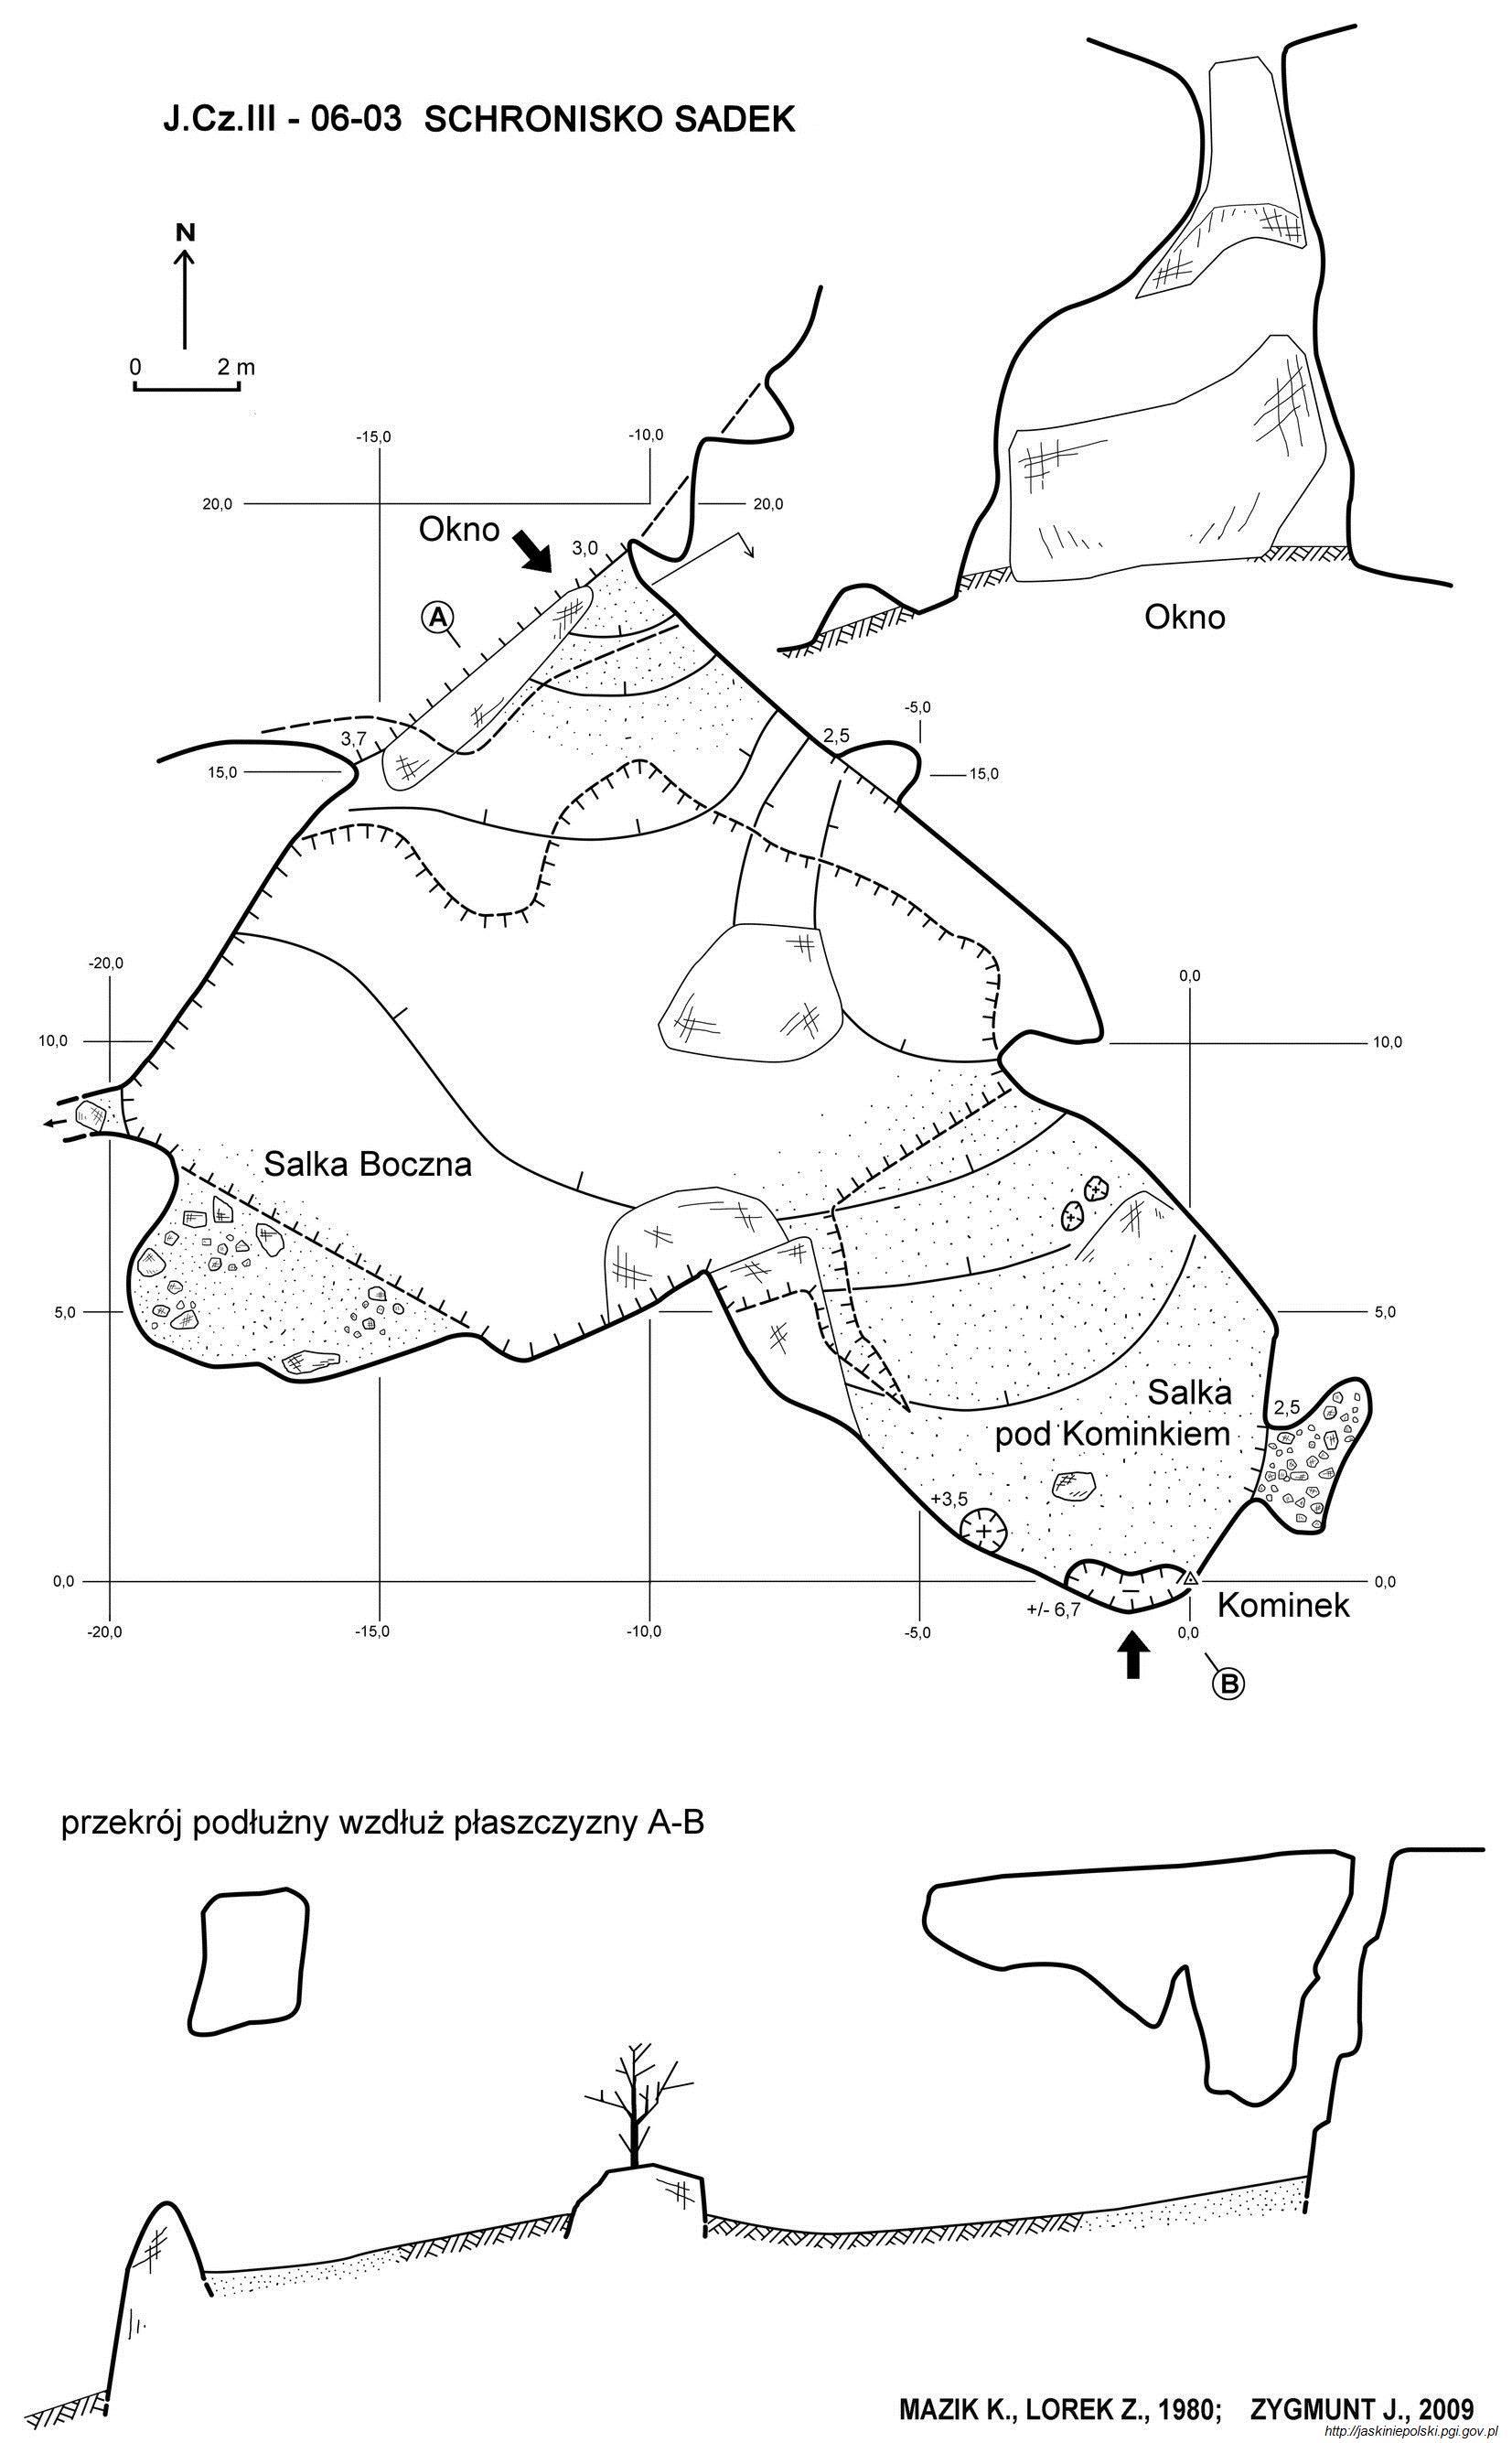 J.Cz.III - 06-03 SCHRONISKO SADEK
N
0 2 m
-15,0 -10,0
20,0 20,0
Okno
3,0
A
Okno
-5,0
3,7 2,5
15,0 15,0
-20,0 0,0
10,0 10,0
Salka Boczna
5,0 5,0
Salka
pod Kominkiem
2,5
+3,5
0,0 0,0
+/- 6,7
Kominek
-20,0 -15,0 -10,0 -5,0 0,0
B
przekrój podłużny wzdłuż płaszczyzny A-B
MAZIK K., LOREK Z., 1980; ZYGMUNT J., 2009
http://jaskiniepolski.pgi.gov.pl